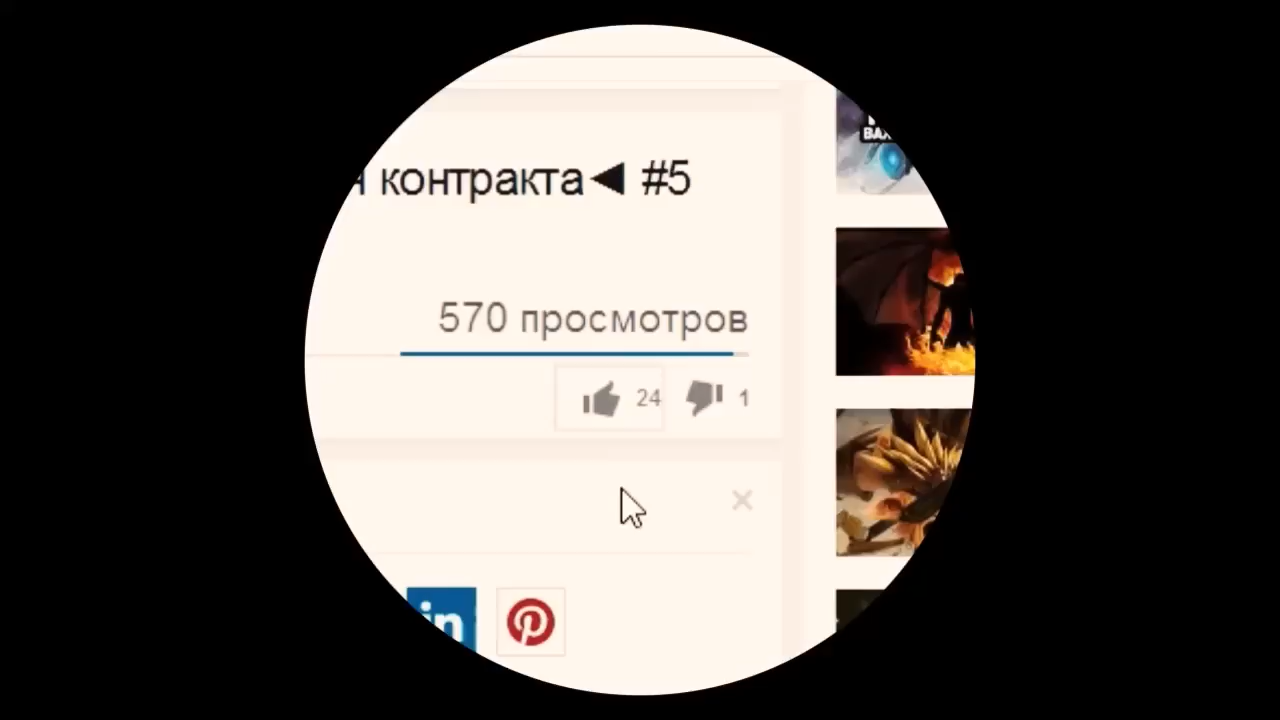 контракта◄ #5
570 просмотров
24 1
in